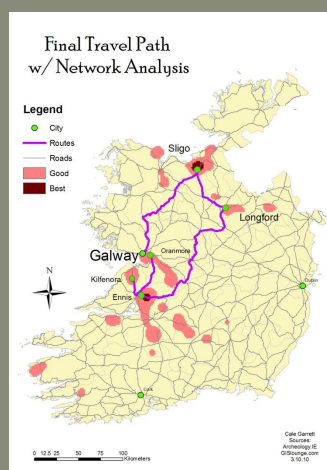 Final Travel Path
w/ Network Analysis
Legend
City
Routes
Roads
Good
Best
Sligo
Longford
Galway
Oranmore
Kilfenora
Ennis
Dublin
Cork
N
0 12.5 25 50 75 100
Kilometers
Cale Garrett
Sources:
Archeology.IE
GISlounge.com
3.10.10